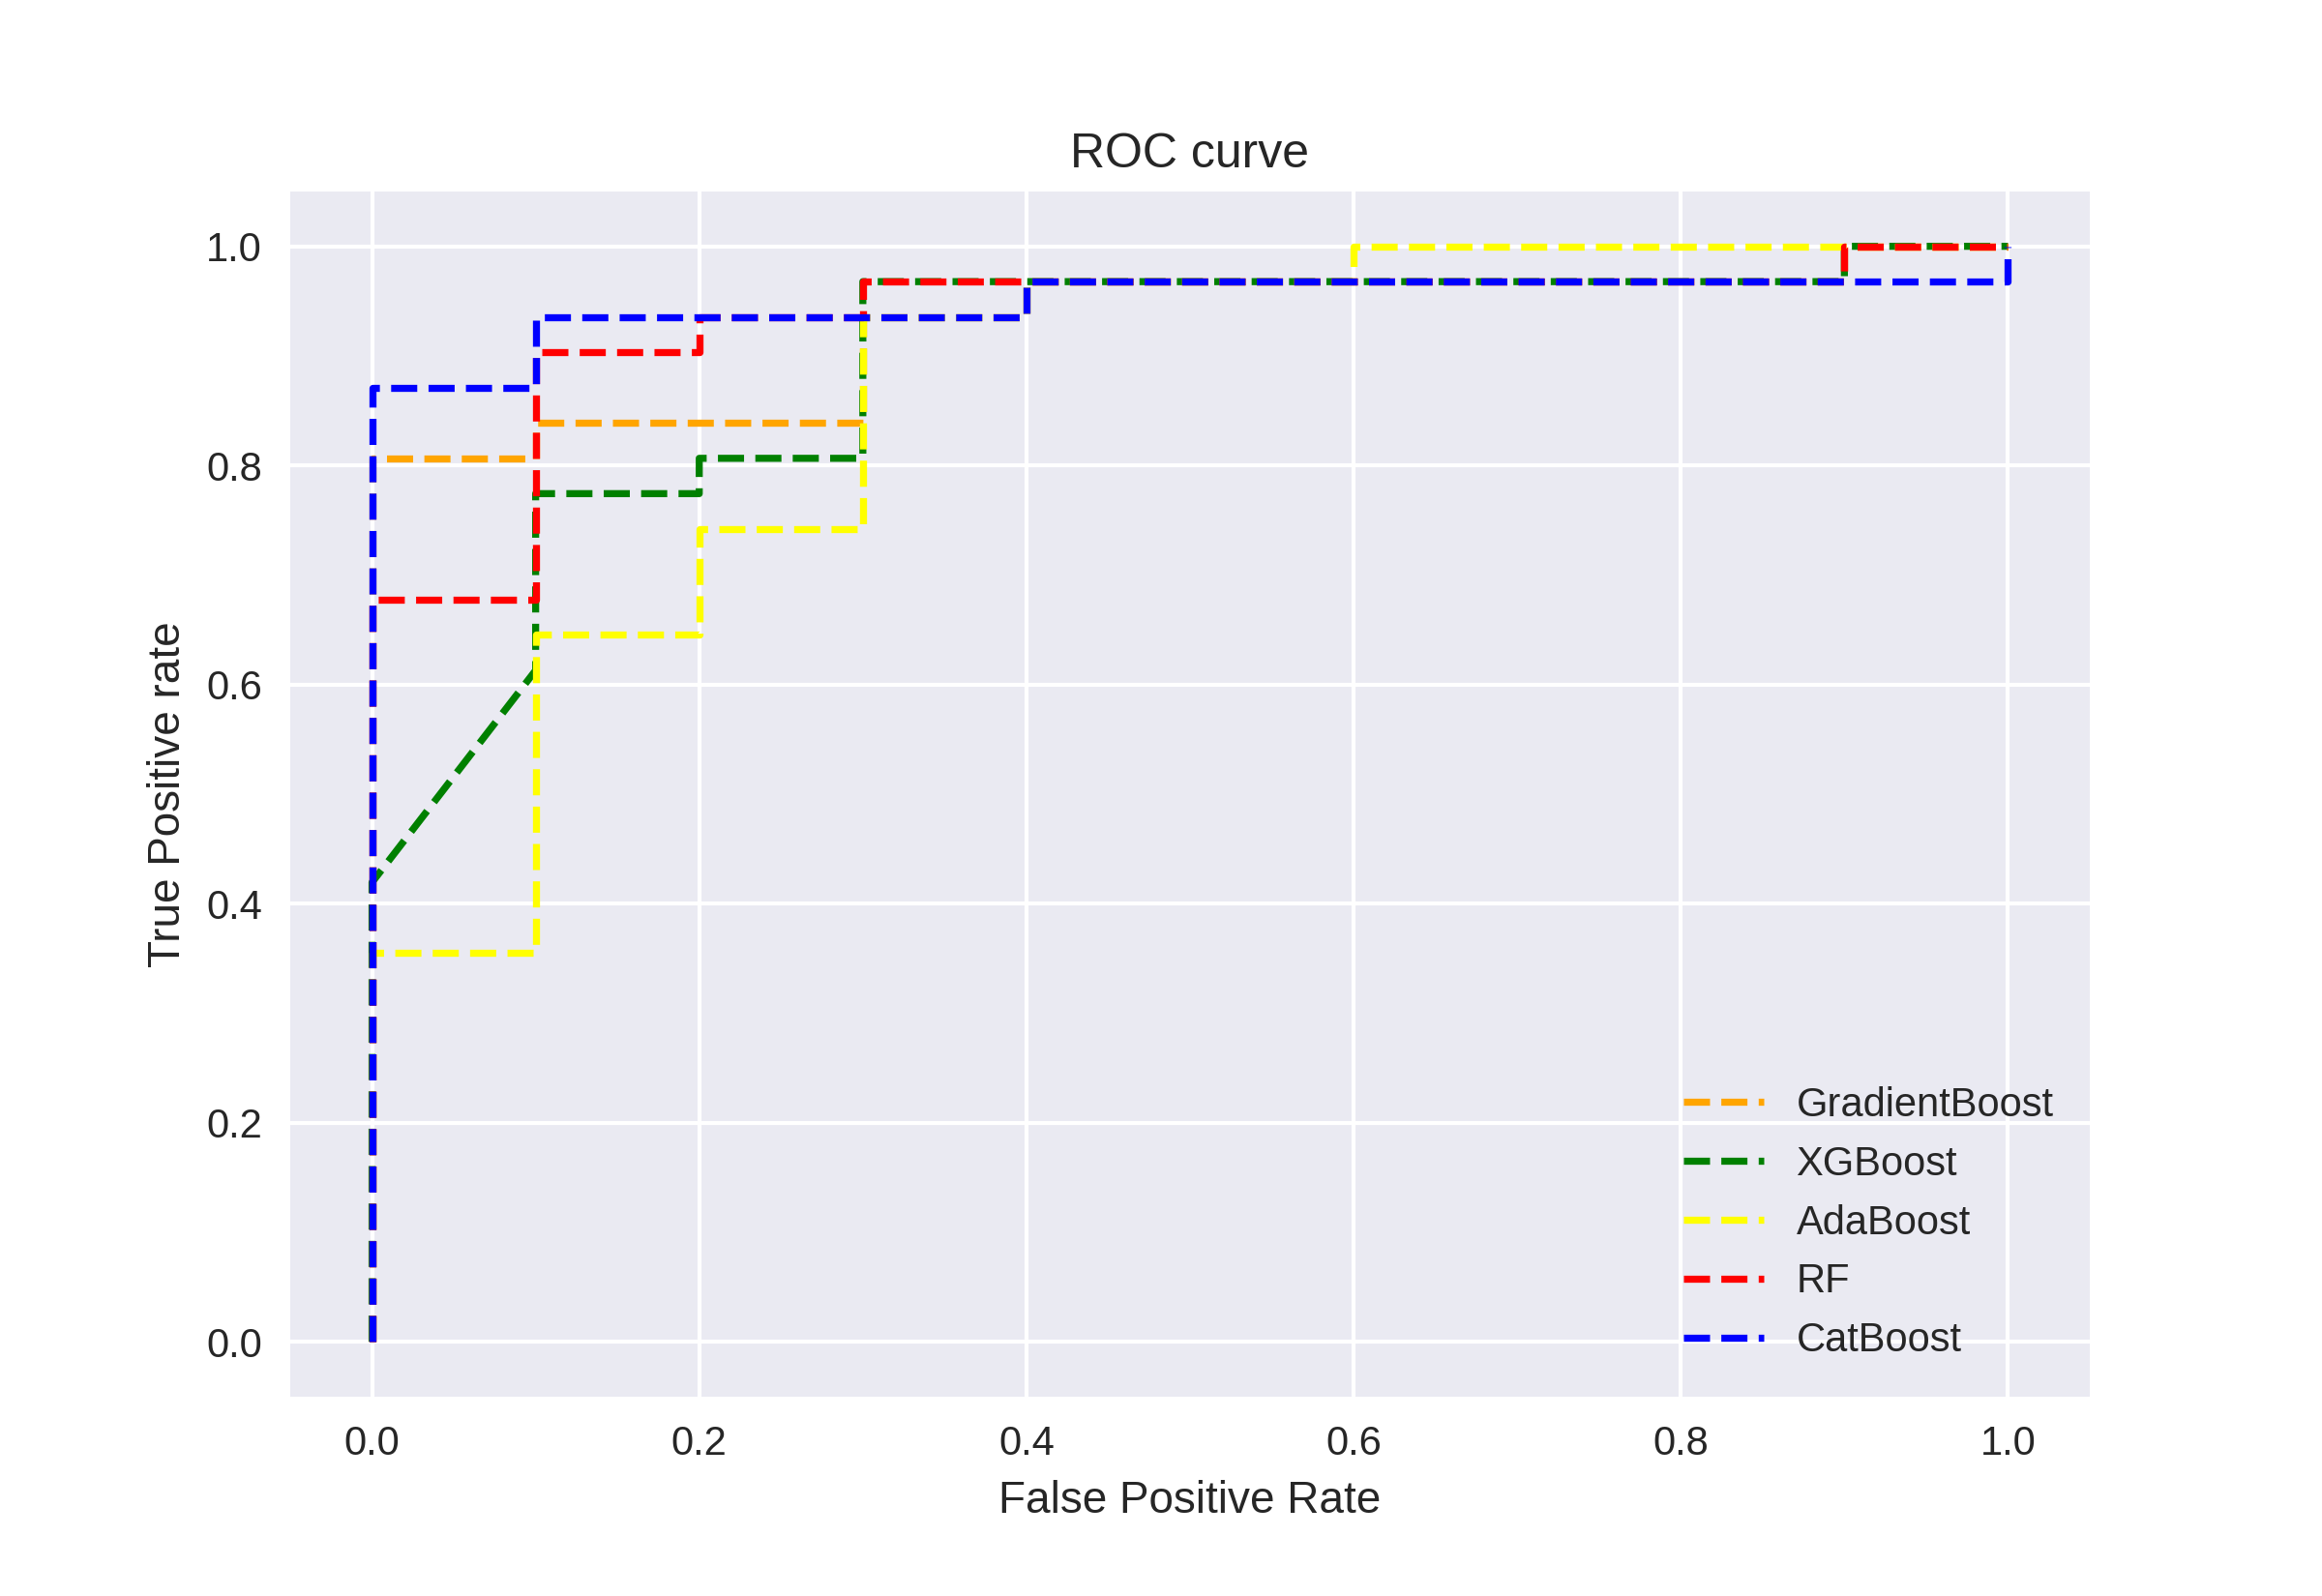 ROC curve
1.0
0.8
0.6
0.4
0.2
0.0
True Positive rate
GradientBoost
XGBoost
AdaBoost
RF
CatBoost
0.0 0.2 0.4 0.6 0.8 1.0
False Positive Rate